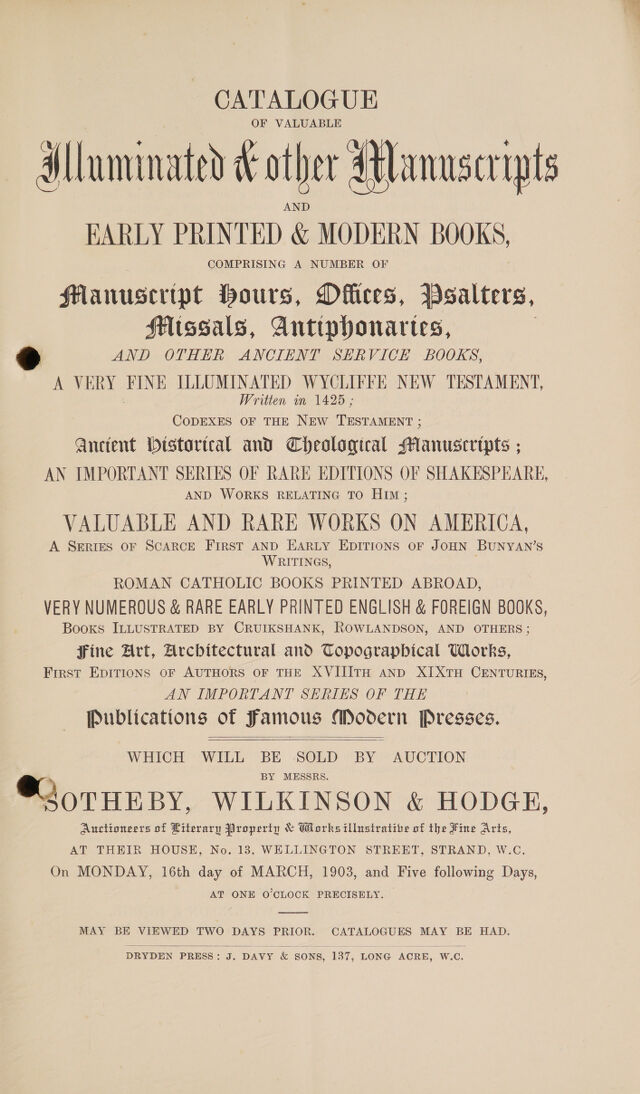 CATALOGUE
OF VALUABLE
Illuminated & other Manuscripts
AND
EARLY PRINTED & MODERN BOOKS,
COMPRISING A NUMBER OF
Manuscript Hours, Offices, Psalters,
Missals, Antiphonaries,
AND OTHER ANCIENT SERVICE BOOKS,
A VERY FINE ILLUMINATED WYCLIFFE NEW TESTAMENT,
Written in 1425;
CODEXES OF THE NEW TESTAMENT;
Ancient Historical and Theological Manuscripts;
AN IMPORTANT SERIES OF RARE EDITIONS OF SHAKESPEARE,
AND WORKS RELATING TO HIM;
VALUABLE AND RARE WORKS ON AMERICA,
A SERIES OF SCARCE FIRST AND EARLY EDITIONS OF JOHN BUNYAN'S
WRITINGS,
ROMAN CATHOLIC BOOKS PRINTED ABROAD,
VERY NUMEROUS & RARE EARLY PRINTED ENGLISH & FOREIGN BOOKS,
BOOKS ILLUSTRATED BY CRUIKSHANK, ROWLANDSON, AND OTHERS;
Fine Art, Architectural and Topographical Works,
FIRST EDITIONS OF AUTHORS OF THE XVIIITH AND XIXTH CENTURIES,
AN IMPORTANT SERIES OF THE
Publications of Famous Modern Presses.
WHICH WILL BE SOLD BY AUCTION
BY MESSRS.
SOTHEBY, WILKINSON & HODGE,
Auctioneers of Literary Property & Works illustrative of the Fine Arts,
AT THEIR HOUSE, No. 13, WELLINGTON STREET, STRAND, W.C.
On MONDAY, 16th day of MARCH, 1903, and Five following Days,
AT ONE O'CLOCK PRECISELY.
MAY BE VIEWED TWO DAYS PRIOR. CATALOGUES MAY BE HAD.
DRYDEN PRESS: J. DAVY & SONS, 137, LONG ACRE, W.C.